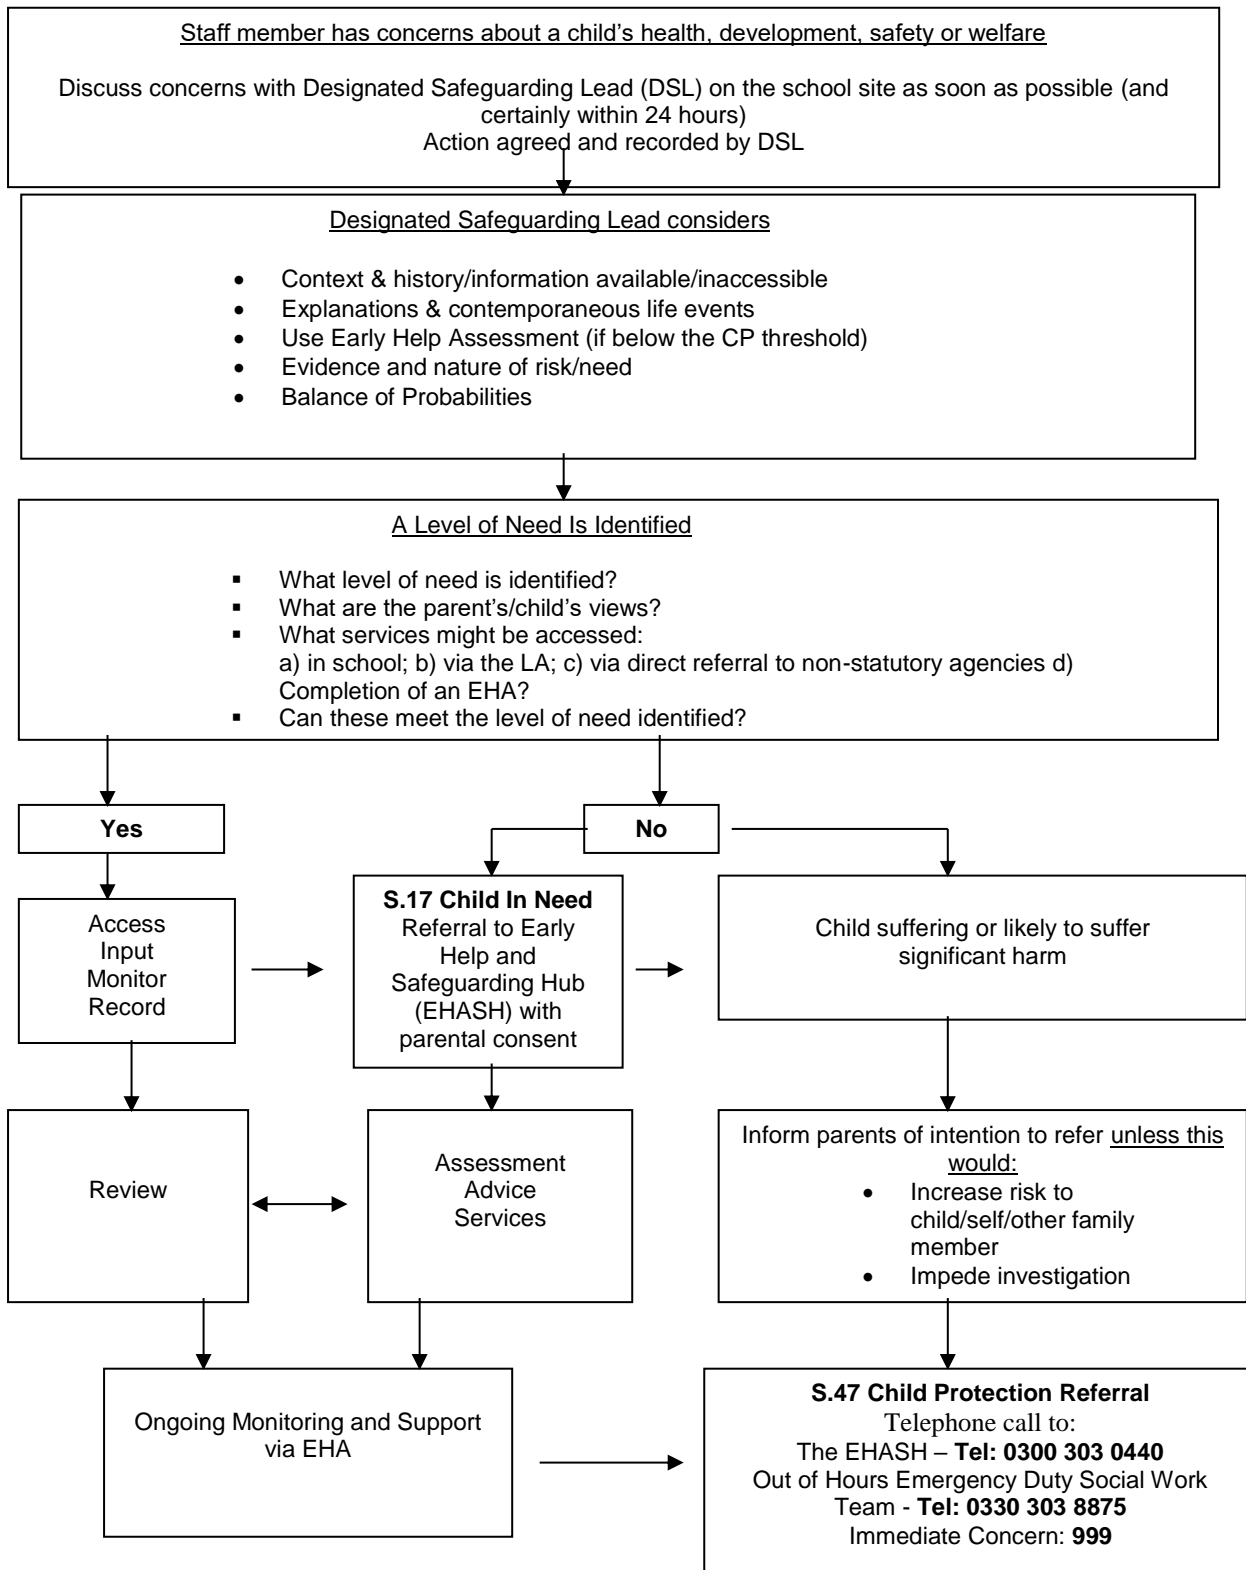 Staff member has concerns about a child's health, development, safety or welfare
Discuss concerns with Designated Safeguarding Lead (DSL) on the school site as soon as possible (and
certainly within 24 hours)
Action agreed and recorded by DSL
Designated Safeguarding Lead considers
• Context & history/information available/inaccessible
• Explanations & contemporaneous life events
• Use Early Help Assessment (if below the CP threshold)
• Evidence and nature of risk/need
• Balance of Probabilities
A Level of Need Is Identified
▪ What level of need is identified?
▪ What are the parent's/child's views?
▪ What services might be accessed:
a) in school; b) via the LA; c) via direct referral to non-statutory agencies d)
Completion of an EHA?
▪ Can these meet the level of need identified?
Yes
No
Access
Input
Monitor
Record
S.17 Child In Need
Referral to Early
Help and
Safeguarding Hub
(EHASH) with
parental consent
Child suffering or likely to suffer
significant harm
Review
Assessment
Advice
Services
Inform parents of intention to refer unless this
would:
• Increase risk to
child/self/other family
member
• Impede investigation
Ongoing Monitoring and Support
via EHA
S.47 Child Protection Referral
Telephone call to:
The EHASH – Tel: 0300 303 0440
Out of Hours Emergency Duty Social Work
Team - Tel: 0330 303 8875
Immediate Concern: 999